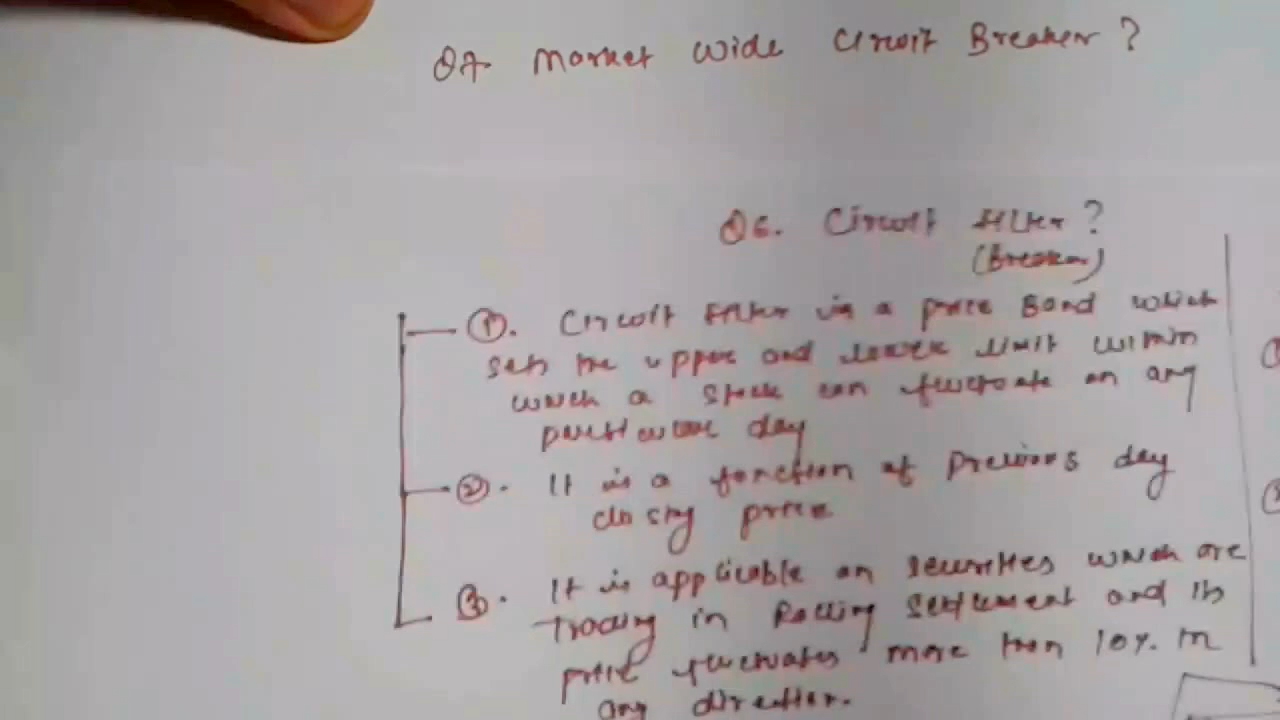 Q7. Market Wide Circuit Breaker ?
Q6. Circuit Filter ?
(Breaker)
①. Circuit Filter is a price Band which
sets the upper and lower limit within
which a stock can fluctuate on any
particular day
②. It is a function of previous day
closing price
③. It is applicable on securities which are
Trading in Rolling Settlement and its
price fluctuates more than 10%. in
any direction.